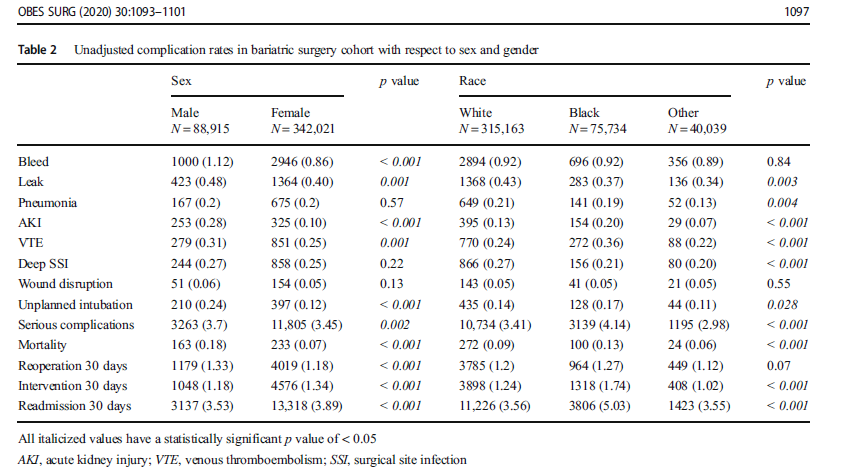 OBES SURG (2020) 30:1093–1101 1097
Table 2 Unadjusted complication rates in bariatric surgery cohort with respect to sex and gender
Sex p value Race p value
Male Female White Black Other
N = 88,915 N = 342,021 N = 315,163 N = 75,734 N = 40,039
Bleed 1000 (1.12) 2946 (0.86) < 0.001 2894 (0.92) 696 (0.92) 356 (0.89) 0.84
Leak 423 (0.48) 1364 (0.40) 0.001 1368 (0.43) 283 (0.37) 136 (0.34) 0.003
Pneumonia 167 (0.2) 675 (0.2) 0.57 649 (0.21) 141 (0.19) 52 (0.13) 0.004
AKI 253 (0.28) 325 (0.10) < 0.001 395 (0.13) 154 (0.20) 29 (0.07) < 0.001
VTE 279 (0.31) 851 (0.25) 0.001 770 (0.24) 272 (0.36) 88 (0.22) < 0.001
Deep SSI 244 (0.27) 858 (0.25) 0.22 866 (0.27) 156 (0.21) 80 (0.20) < 0.001
Wound disruption 51 (0.06) 154 (0.05) 0.13 143 (0.05) 41 (0.05) 21 (0.05) 0.55
Unplanned intubation 210 (0.24) 397 (0.12) < 0.001 435 (0.14) 128 (0.17) 44 (0.11) 0.028
Serious complications 3263 (3.7) 11,805 (3.45) 0.002 10,734 (3.41) 3139 (4.14) 1195 (2.98) < 0.001
Mortality 163 (0.18) 233 (0.07) < 0.001 272 (0.09) 100 (0.13) 24 (0.06) < 0.001
Reoperation 30 days 1179 (1.33) 4019 (1.18) < 0.001 3785 (1.2) 964 (1.27) 449 (1.12) 0.07
Intervention 30 days 1048 (1.18) 4576 (1.34) < 0.001 3898 (1.24) 1318 (1.74) 408 (1.02) < 0.001
Readmission 30 days 3137 (3.53) 13,318 (3.89) < 0.001 11,226 (3.56) 3806 (5.03) 1423 (3.55) < 0.001
All italicized values have a statistically significant p value of < 0.05
AKI, acute kidney injury; VTE, venous thromboembolism; SSI, surgical site infection